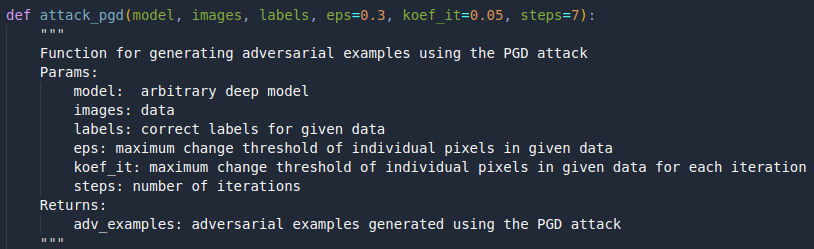 def attack_pgd(model, images, labels, eps=0.3, koef_it=0.05, steps=7):
"""
Function for generating adversarial examples using the PGD attack
Params:
model:  arbitrary deep model
images: data
labels: correct labels for given data
eps: maximum change threshold of individual pixels in given data
koef_it: maximum change threshold of individual pixels in given data for each iteration
steps: number of iterations
Returns:
adv_examples: adversarial examples generated using the PGD attack
"""